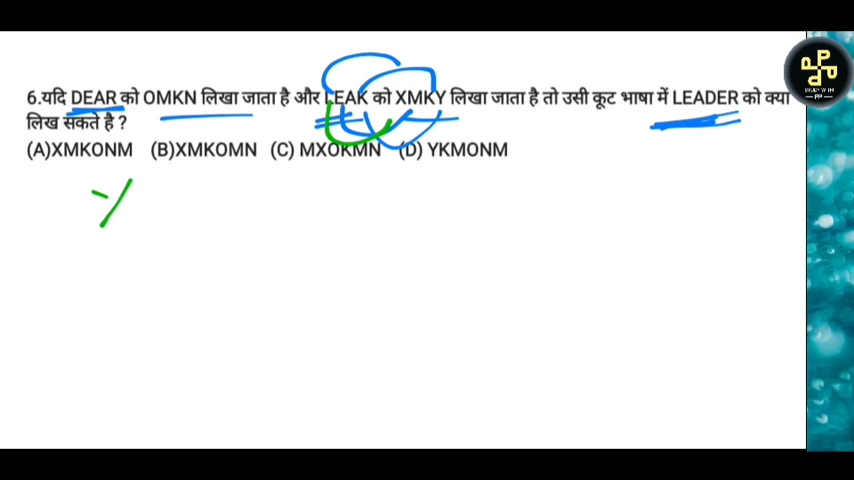 6.यदि DEAR को OMKN लिखा जाता है और LEAK को XMKY लिखा जाता है तो उसी कूट भाषा में LEADER को क्या
लिख सकते है ?
(A)XMKONM (B)XMKOMN (C) MXOKMN (D) YKMONM